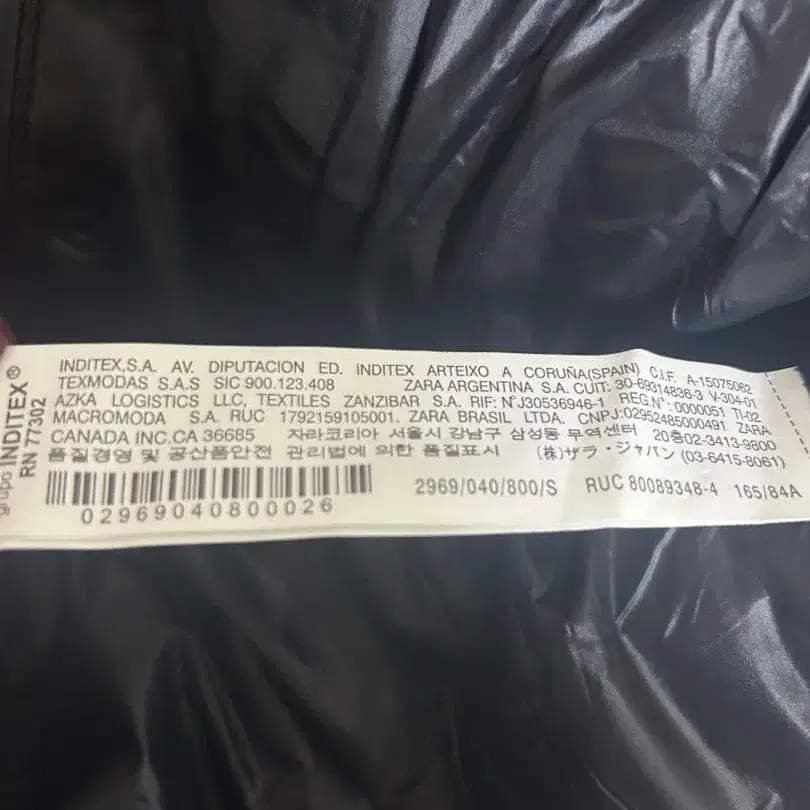 grupo INDITEX ®
RN 77302
INDITEX,S.A. AV. DIPUTACION ED. INDITEX ARTEIXO A CORUÑA(SPAIN) C.I.F. A-15075062
TEXMODAS S.A.S SIC 900.123.408 ZARA ARGENTINA S.A. CUIT: 30-69314836-3 V-304-01
AZKA LOGISTICS LLC, TEXTILES ZANZIBAR S.A. RIF: N°J30536946-1 REG.N°: 0000051 TI-02
MACROMODA S.A. RUC 1792159105001. ZARA BRASIL LTDA. CNPJ:02952485000491 ZARA
CANADA INC.CA 36685 자라코리아 서울시 강남구 삼성동 무역센터 20층02-3413-9800
품질경영 및 공산품안전 관리법에 의한 품질표시 (株)ザラ・ジャパン (03-6415-8061)
2969/040/800/S RUC 80089348-4 165/84A
02969040800026